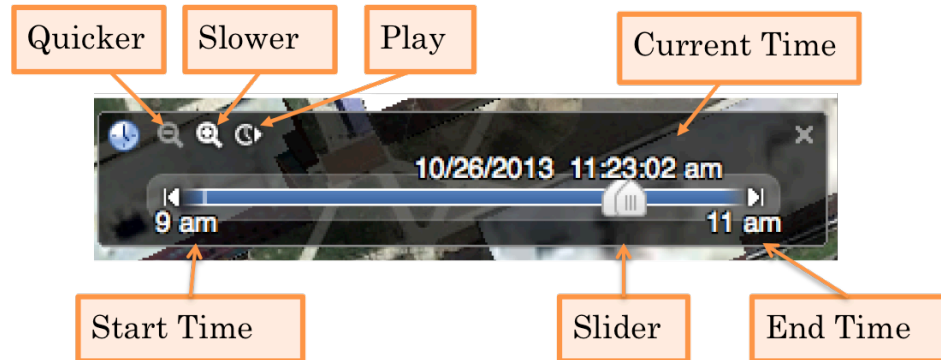 Quicker
Slower
Play
Current Time
10/26/2013 11:23:02 am
9 am
11 am
Start Time
Slider
End Time